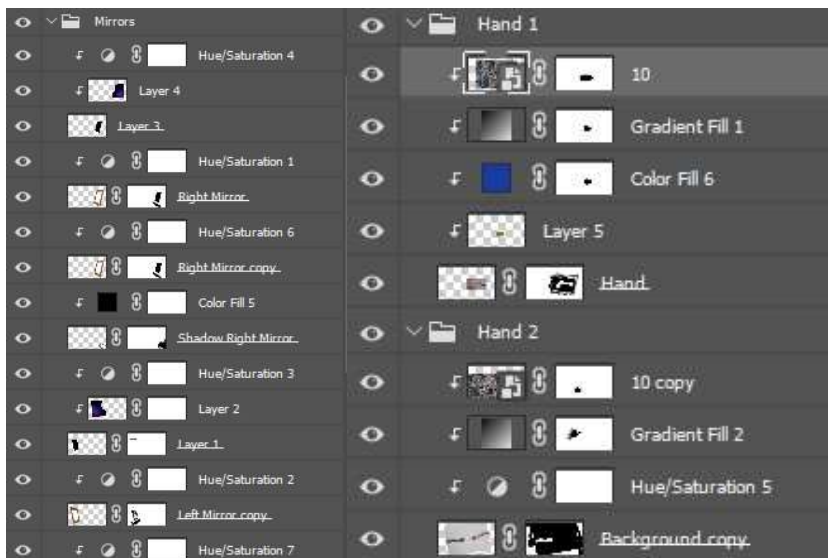 Mirrors
Hue/Saturation 4
Layer 4
Layer 3
Hue/Saturation 1
Right Mirror
Hue/Saturation 6
Right Mirror copy
Color Fill 5
Shadow Right Mirror
Hue/Saturation 3
Layer 2
Layer 1
Hue/Saturation 2
Left Mirror copy
Hue/Saturation 7
Hand 1
10
Gradient Fill 1
Color Fill 6
Layer 5
Hand
Hand 2
10 copy
Gradient Fill 2
Hue/Saturation 5
Background copy